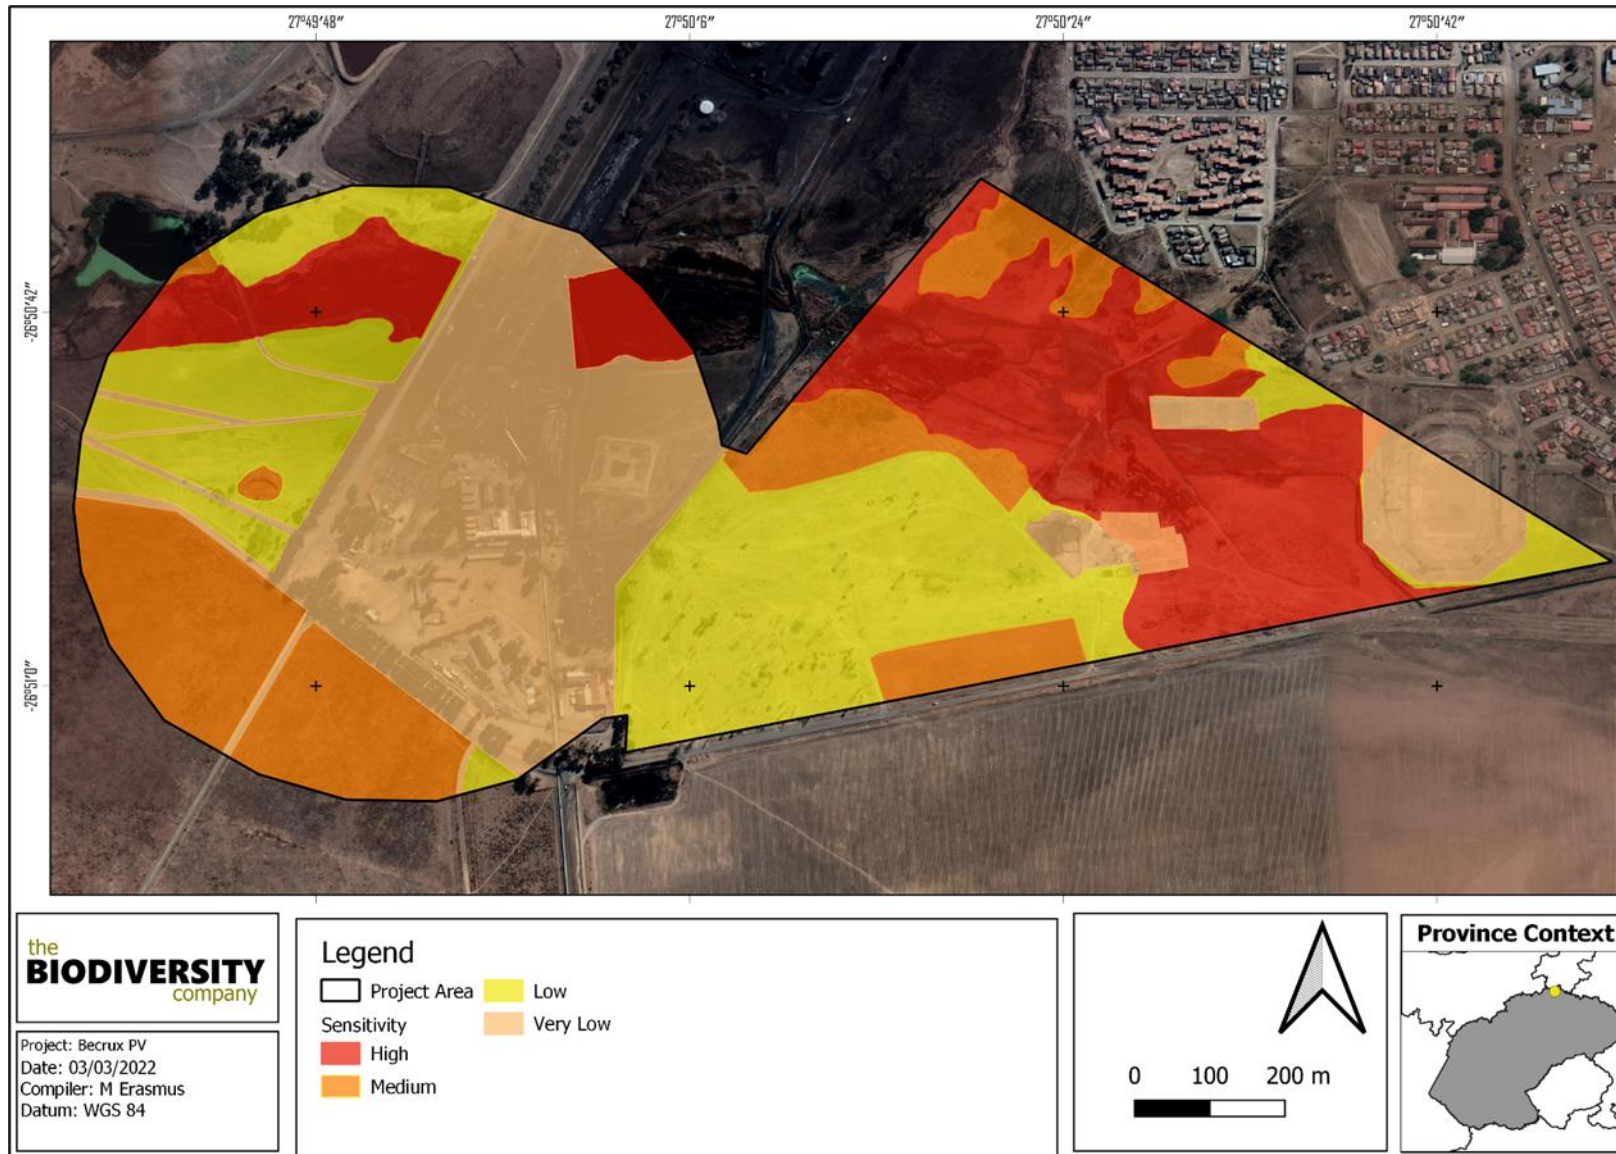 27°49′48″
27°50′6″
27°50′24″
27°50′42″
-26°50′42″
-26°51′0″
the
BIODIVERSITY
company
Project: Becrux PV
Date: 03/03/2022
Compiler: M Erasmus
Datum: WGS 84
Legend
Project Area
Sensitivity
High
Medium
Low
Very Low
0 100 200 m
Province Context